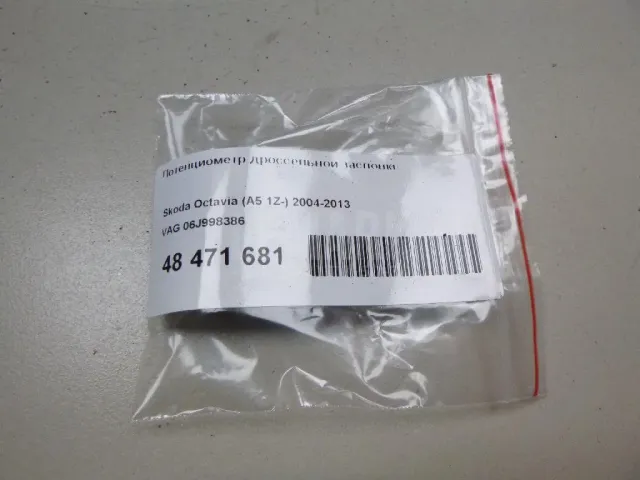 Потенциометр дроссельной заслонки
Skoda Octavia (A5 1Z-) 2004-2013
VAG 06J998386
48 471 681